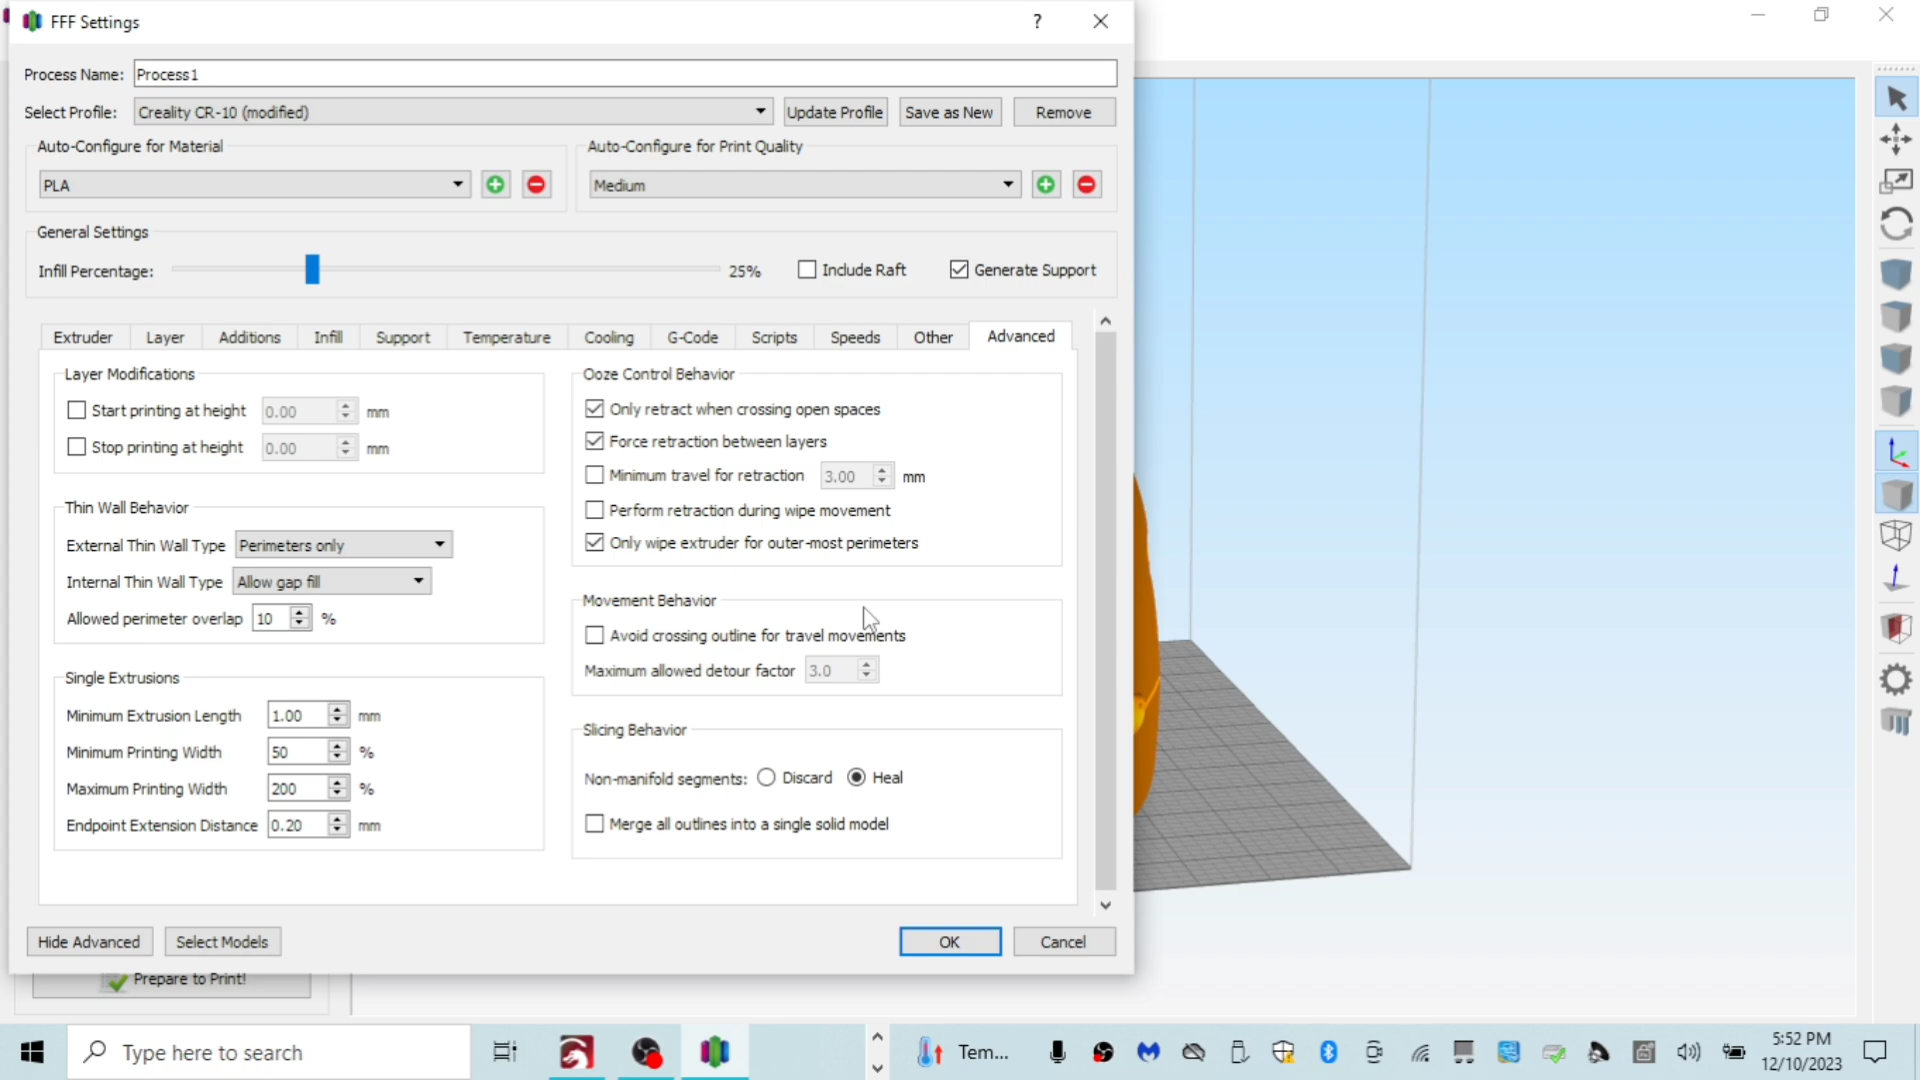 FFF Settings
?
Process Name: Process1
Select Profile: Creality CR-10 (modified) Update Profile Save as New Remove
Auto-Configure for Material Auto-Configure for Print Quality
PLA Medium
General Settings
Infill Percentage: 25% Include Raft Generate Support
Extruder Layer Additions Infill Support Temperature Cooling G-Code Scripts Speeds Other Advanced
Layer Modifications
Start printing at height 0.00 mm
Stop printing at height 0.00 mm
Thin Wall Behavior
External Thin Wall Type Perimeters only
Internal Thin Wall Type Allow gap fill
Allowed perimeter overlap 10 %
Single Extrusions
Minimum Extrusion Length 1.00 mm
Minimum Printing Width 50 %
Maximum Printing Width 200 %
Endpoint Extension Distance 0.20 mm
Ooze Control Behavior
Only retract when crossing open spaces
Force retraction between layers
Minimum travel for retraction 3.00 mm
Perform retraction during wipe movement
Only wipe extruder for outer-most perimeters
Movement Behavior
Avoid crossing outline for travel movements
Maximum allowed detour factor 3.0
Slicing Behavior
Non-manifold segments: Discard Heal
Merge all outlines into a single solid model
Hide Advanced Select Models OK Cancel
Prepare to Print!
Type here to search
Tem...
5:52 PM
12/10/2023